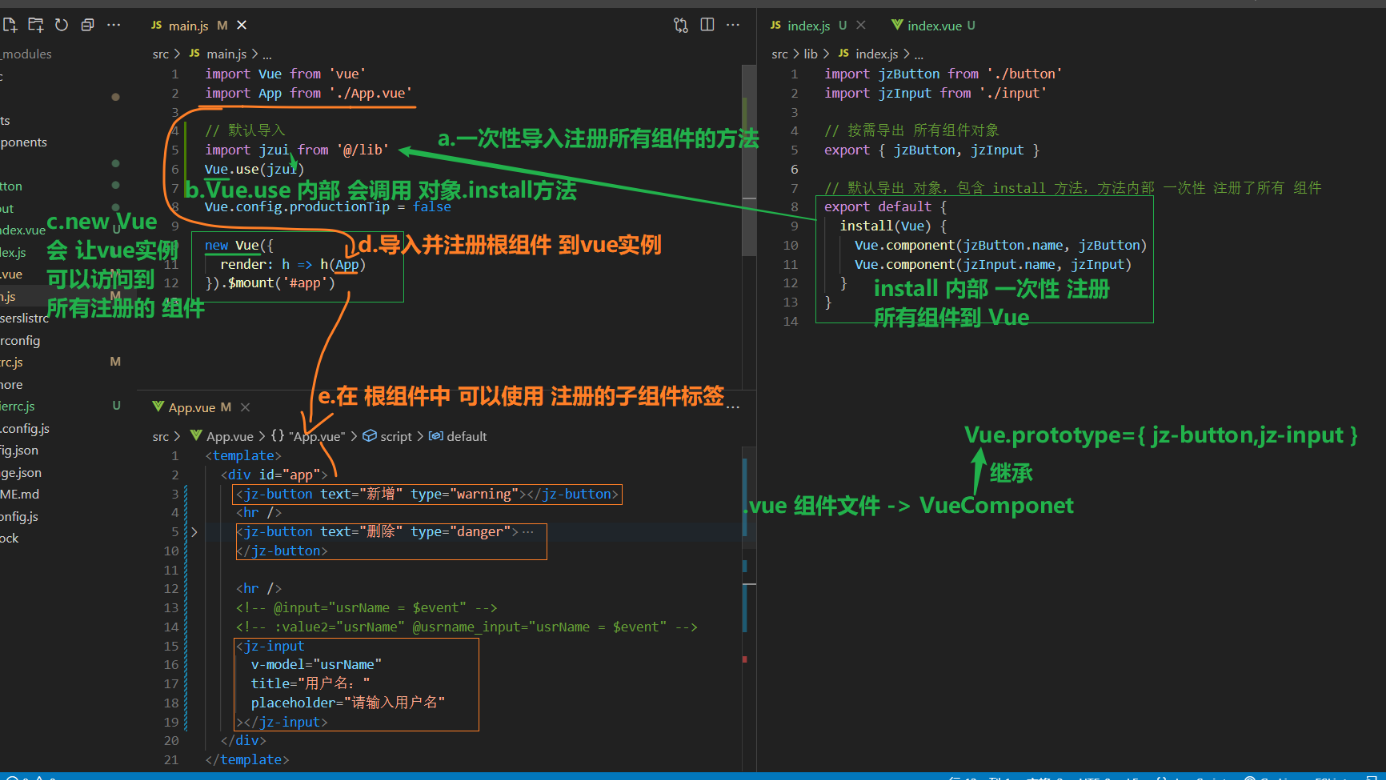 _modules
ts
ponents
tton
out
ndex.vue U
dex.js
.vue
n.js M
serslistrc
rconfig
rc.js M
nore
ierrc.js U
.config.js
fig.json
age.json
ME.md
onfig.js
ock
JS main.js M
src > JS main.js > ...
1 import Vue from 'vue'
2 import App from './App.vue'
3
4 // 默认导入
5 import jzui from '@/lib'
6 Vue.use(jzui)
7
8 Vue.config.productionTip = false
9
10 new Vue({
11 render: h => h(App)
12 }).$mount('#app')
a.一次性导入注册所有组件的方法
b.Vue.use 内部 会调用 对象.install方法
c.new Vue
会 让vue实例
可以访问到
所有注册的 组件
d.导入并注册根组件 到vue实例
e.在 根组件中 可以使用 注册的子组件标签
App.vue M
src > App.vue > {} "App.vue" > script > default
1 <template>
2 <div id="app">
3 <jz-button text="新增" type="warning"></jz-button>
4 <hr />
5 <jz-button text="删除" type="danger">...
10 </jz-button>
11
12 <hr />
13 <!-- @input="usrName = $event" -->
14 <!-- :value2="usrName" @usrname_input="usrName = $event" -->
15 <jz-input
16 v-model="usrName"
17 title="用户名："
18 placeholder="请输入用户名"
19 ></jz-input>
20 </div>
21 </template>
JS index.js U
index.vue U
src > lib > JS index.js > ...
1 import jzButton from './button'
2 import jzInput from './input'
3
4 // 按需导出 所有组件对象
5 export { jzButton, jzInput }
6
7 // 默认导出 对象，包含 install 方法，方法内部 一次性 注册了所有 组件
8 export default {
9 install(Vue) {
10 Vue.component(jzButton.name, jzButton)
11 Vue.component(jzInput.name, jzInput)
12 }
13 }
14
install 内部 一次性 注册
所有组件到 Vue
Vue.prototype={ jz-button,jz-input }
继承
.vue 组件文件 -> VueComponet